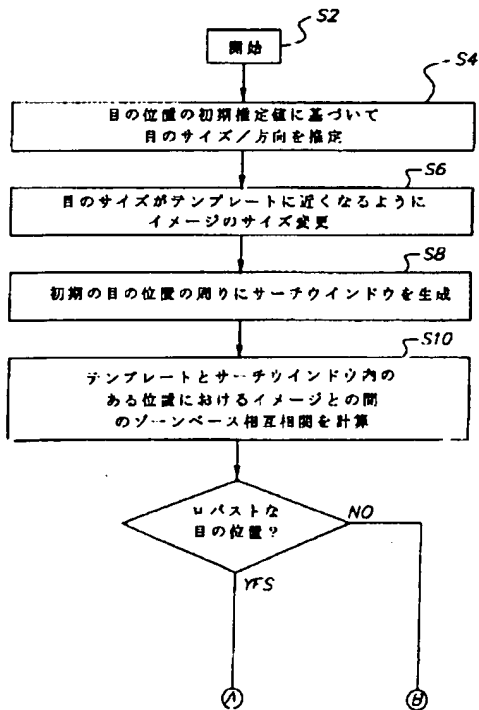 S2
開始
S4
目の位置の初期推定値に基づいて
目のサイズ／方向を推定
S6
目のサイズがテンプレートに近くなるように
イメージのサイズ変更
S8
初期の目の位置の周りにサーチウインドウを生成
S10
テンプレートとサーチウインドウ内の
ある位置におけるイメージとの間
のゾーンベース相互相関を計算
ロバストな
目の位置？
NO
YES
A
B